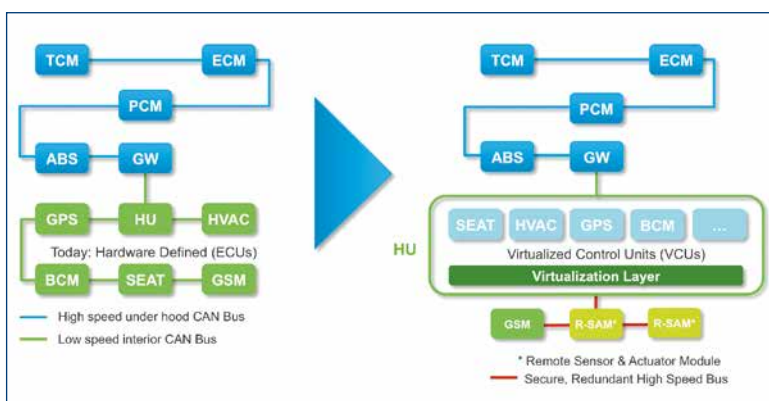 TCM ECM
PCM
ABS GW
GPS HU HVAC
Today: Hardware Defined (ECUs)
BCM SEAT GSM
High speed under hood CAN Bus
Low speed interior CAN Bus
TCM ECM
PCM
ABS GW
SEAT HVAC GPS BCM ...
HU
Virtualized Control Units (VCUs)
Virtualization Layer
GSM R-SAM* R-SAM*
* Remote Sensor & Actuator Module
Secure, Redundant High Speed Bus